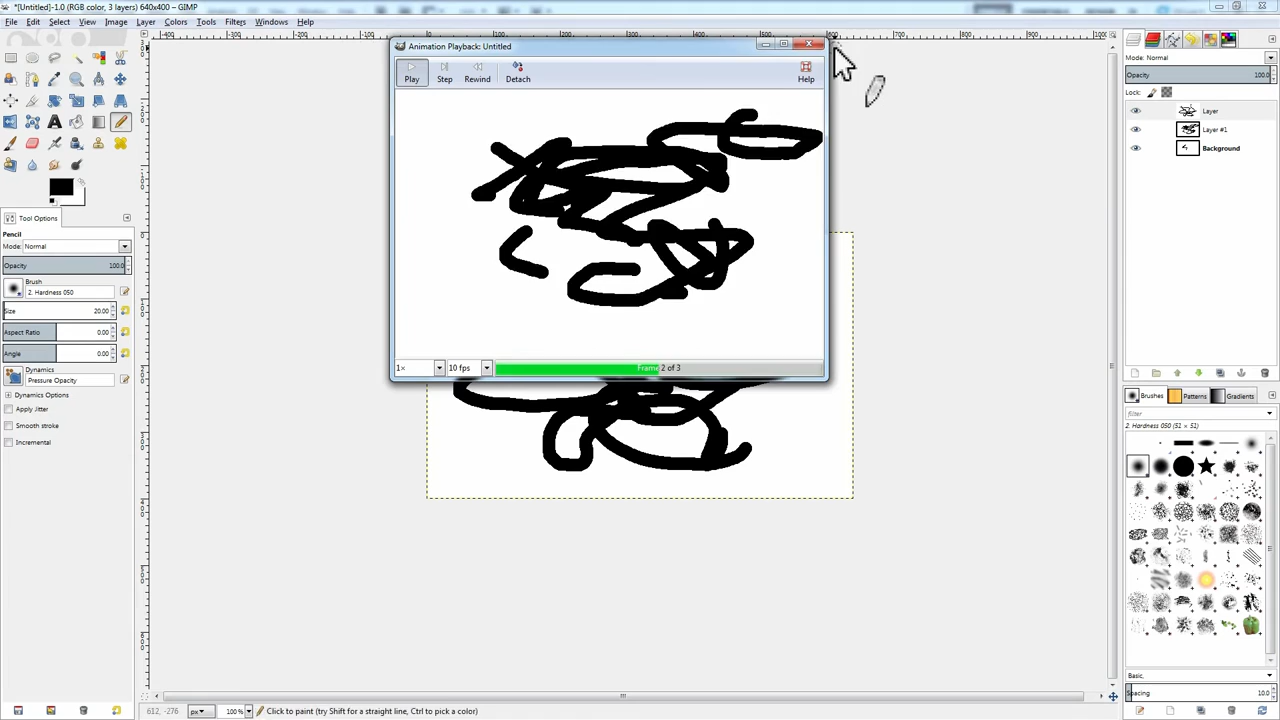 *[Untitled]-1.0 (RGB color, 3 layers) 640x400 – GIMP
File Edit Select View Image Layer Colors Tools Filters Windows Help
Animation Playback: Untitled
Play Step Rewind Detach Help
1× 10 fps Frame 2 of 3
Tool Options
Pencil
Mode: Normal
Opacity 100.0
Brush
2. Hardness 050
Size 20.00
Aspect Ratio 0.00
Angle 0.00
Dynamics
Pressure Opacity
Dynamics Options
Apply Jitter
Smooth stroke
Incremental
Mode: Normal
Opacity 100.0
Lock:
Layer
Layer #1
Background
Brushes Patterns Gradients
filter
2. Hardness 050 (51 × 51)
Basic,
Spacing 10.0
612, -276 px 100% Click to paint (try Shift for a straight line, Ctrl to pick a color)